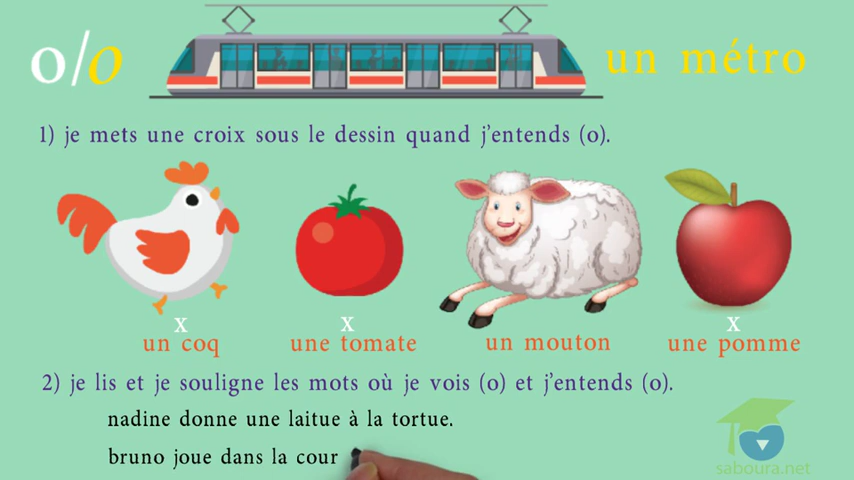 o/o
un métro
1) je mets une croix sous le dessin quand j'entends (o).
x x x
un coq une tomate un mouton une pomme
2) je lis et je souligne les mots où je vois (o) et j'entends (o).
nadine donne une laitue à la tortue.
bruno joue dans la cour
saboura.net